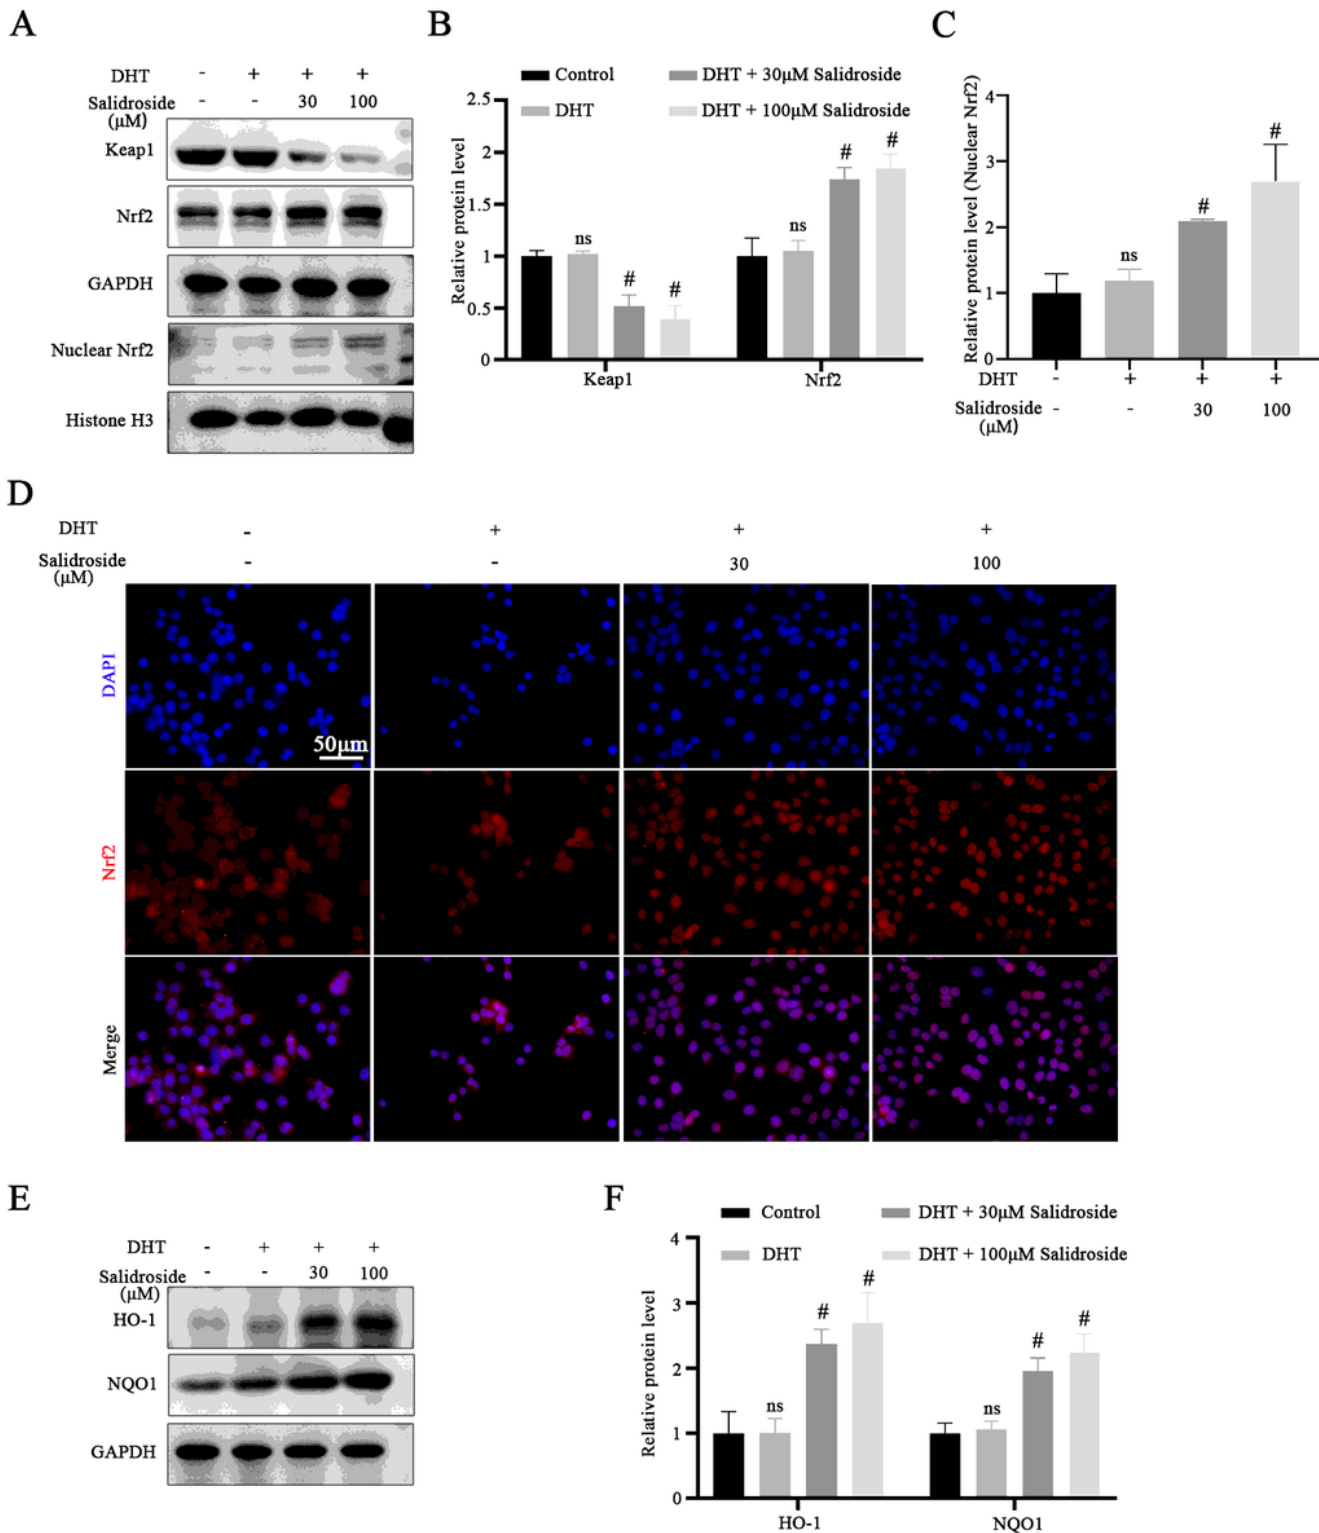 A
DHT - + + +
Salidroside - - 30 100
(μM)
Keap1
Nrf2
GAPDH
Nuclear Nrf2
Histone H3
B
Control
DHT + 30μM Salidroside
DHT
DHT + 100μM Salidroside
Relative protein level
2.5
2
1.5
1
0.5
0
ns
#
#
ns
#
#
Keap1
Nrf2
C
Relative protein level (Nuclear Nrf2)
4
3
2
1
0
ns
#
#
DHT - + + +
Salidroside - - 30 100
(μM)
D
DHT - + + +
Salidroside - - 30 100
(μM)
DAPI
50μm
Nrf2
Merge
E
DHT - + + +
Salidroside - - 30 100
(μM)
HO-1
NQO1
GAPDH
F
Control
DHT + 30μM Salidroside
DHT
DHT + 100μM Salidroside
Relative protein level
4
3
2
1
0
ns
#
#
ns
#
#
HO-1
NQO1